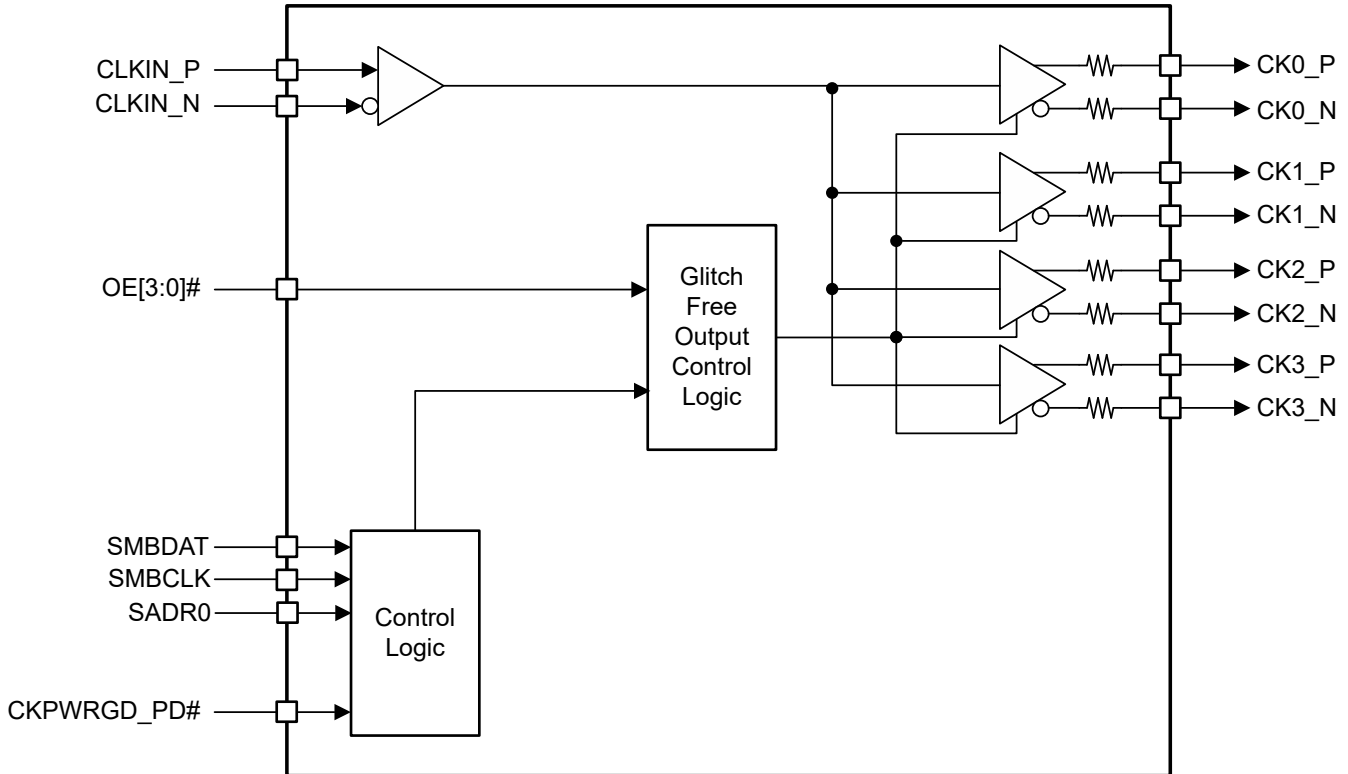 CLKIN_P
CLKIN_N
OE[3:0]#
SMBDAT
SMBCLK
SADR0
CKPWRGD_PD#
Control
Logic
Glitch
Free
Output
Control
Logic
CK0_P
CK0_N
CK1_P
CK1_N
CK2_P
CK2_N
CK3_P
CK3_N